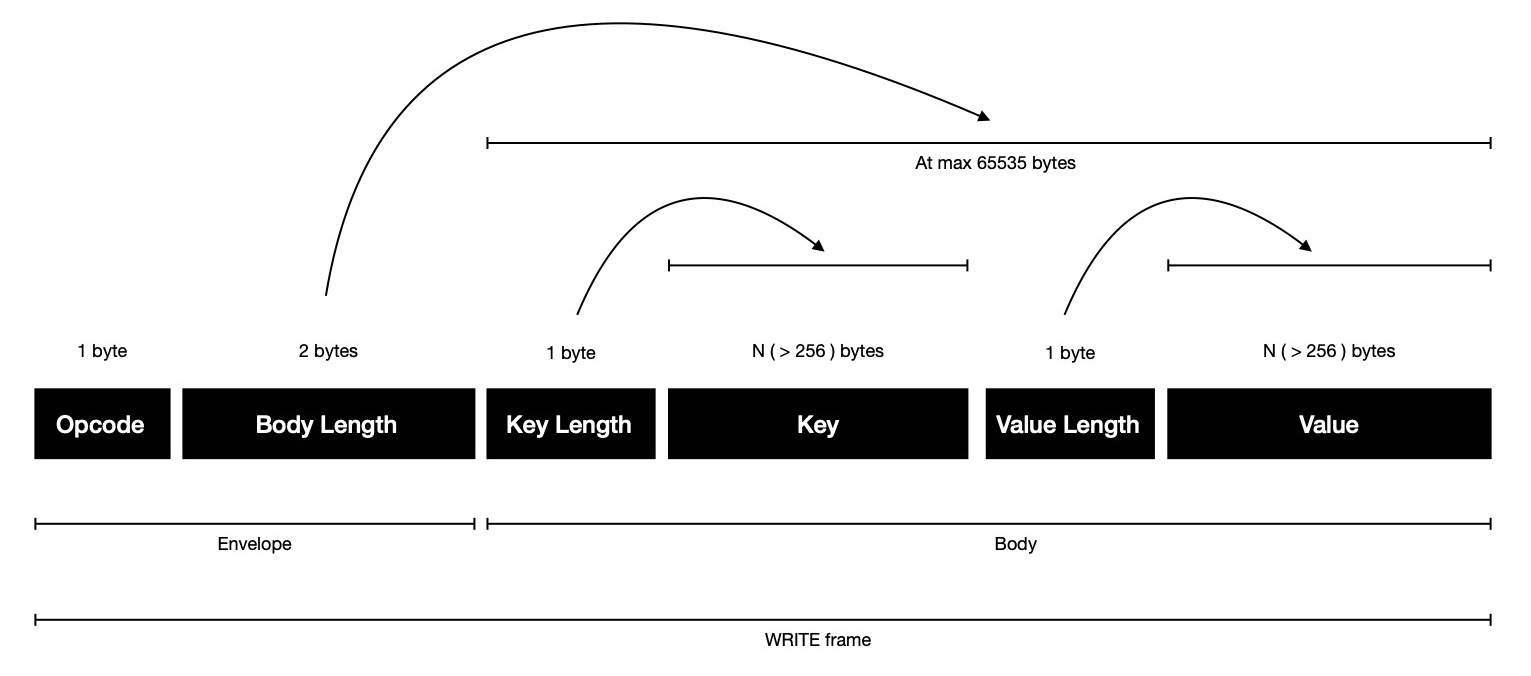 At max 65535 bytes
1 byte
2 bytes
1 byte
N ( > 256 ) bytes
1 byte
N ( > 256 ) bytes
Opcode
Body Length
Key Length
Key
Value Length
Value
Envelope
Body
WRITE frame